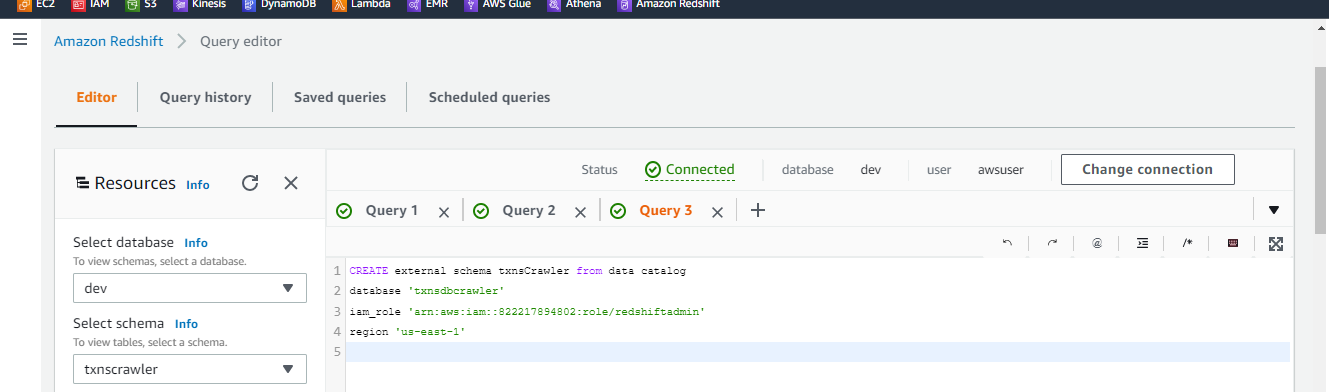 EC2 IAM S3 Kinesis DynamoDB Lambda EMR AWS Glue Athena Amazon Redshift
Amazon Redshift > Query editor
Editor Query history Saved queries Scheduled queries
Resources Info
Status Connected database dev user awsuser Change connection
Query 1 Query 2 Query 3
Select database Info
To view schemas, select a database.
dev
Select schema Info
To view tables, select a schema.
txnscrawler
@ /*
1 CREATE external schema txnsCrawler from data catalog
2 database 'txnsdbcrawler'
3 iam_role 'arn:aws:iam::822217894802:role/redshiftadmin'
4 region 'us-east-1'
5